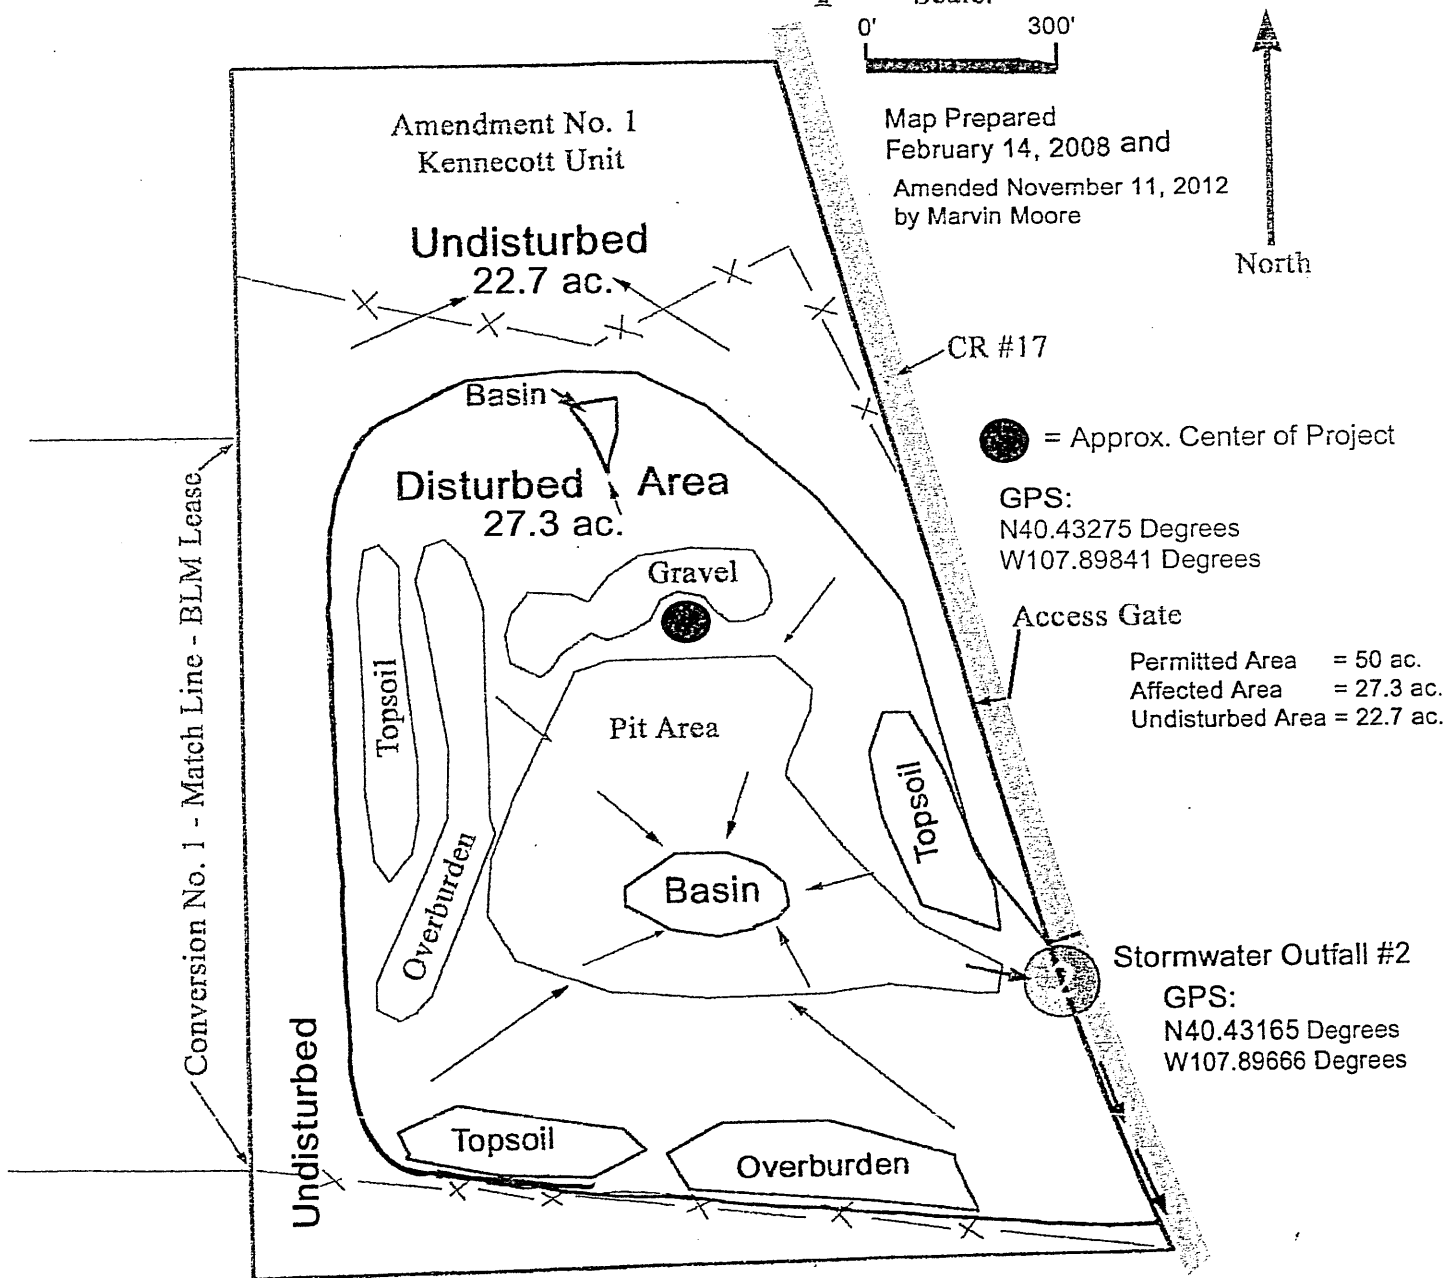 0' 300'
Map Prepared
February 14, 2008 and
Amended November 11, 2012
by Marvin Moore
North
Amendment No. 1
Kennecott Unit
Undisturbed
22.7 ac.
CR #17
Basin
= Approx. Center of Project
Disturbed Area
27.3 ac.
GPS:
N40.43275 Degrees
W107.89841 Degrees
Gravel
Access Gate
Permitted Area = 50 ac.
Affected Area = 27.3 ac.
Undisturbed Area = 22.7 ac.
Conversion No. 1 - Match Line - BLM Lease
Topsoil
Pit Area
Topsoil
Overburden
Basin
Stormwater Outfall #2
GPS:
N40.43165 Degrees
W107.89666 Degrees
Undisturbed
Topsoil
Overburden